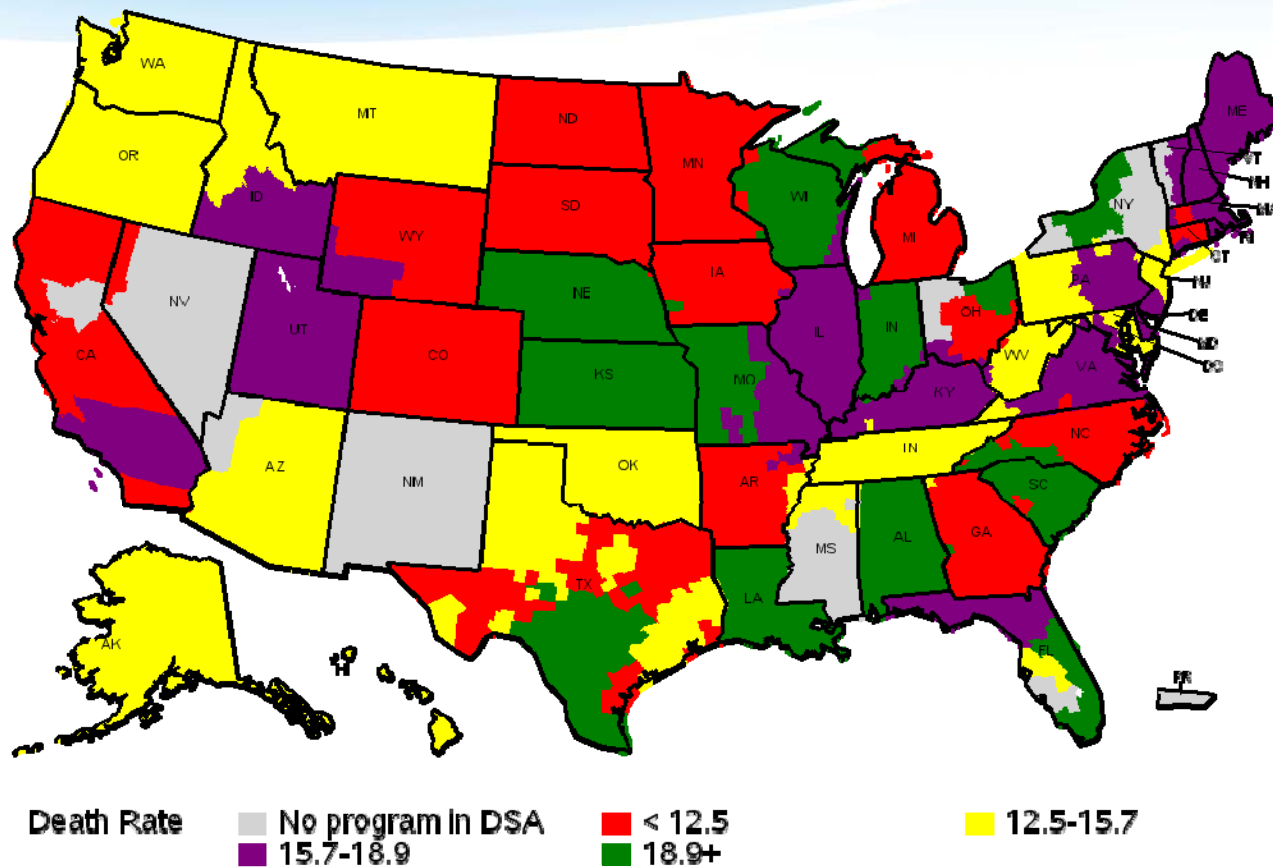 WA
MT
ND
ME
OR
MN
VT
ID
WI
NH
SD
NY
MA
WY
MI
RI
CT
IA
PA
NJ
NE
NV
OH
DE
UT
IL
IN
MD
CO
WV
DC
CA
VA
KS
MO
KY
NC
TN
OK
AZ
NM
AR
SC
GA
MS
AL
TX
LA
AK
FL
HI
PR
Death Rate
No program in DSA
< 12.5
12.5-15.7
15.7-18.9
18.9+